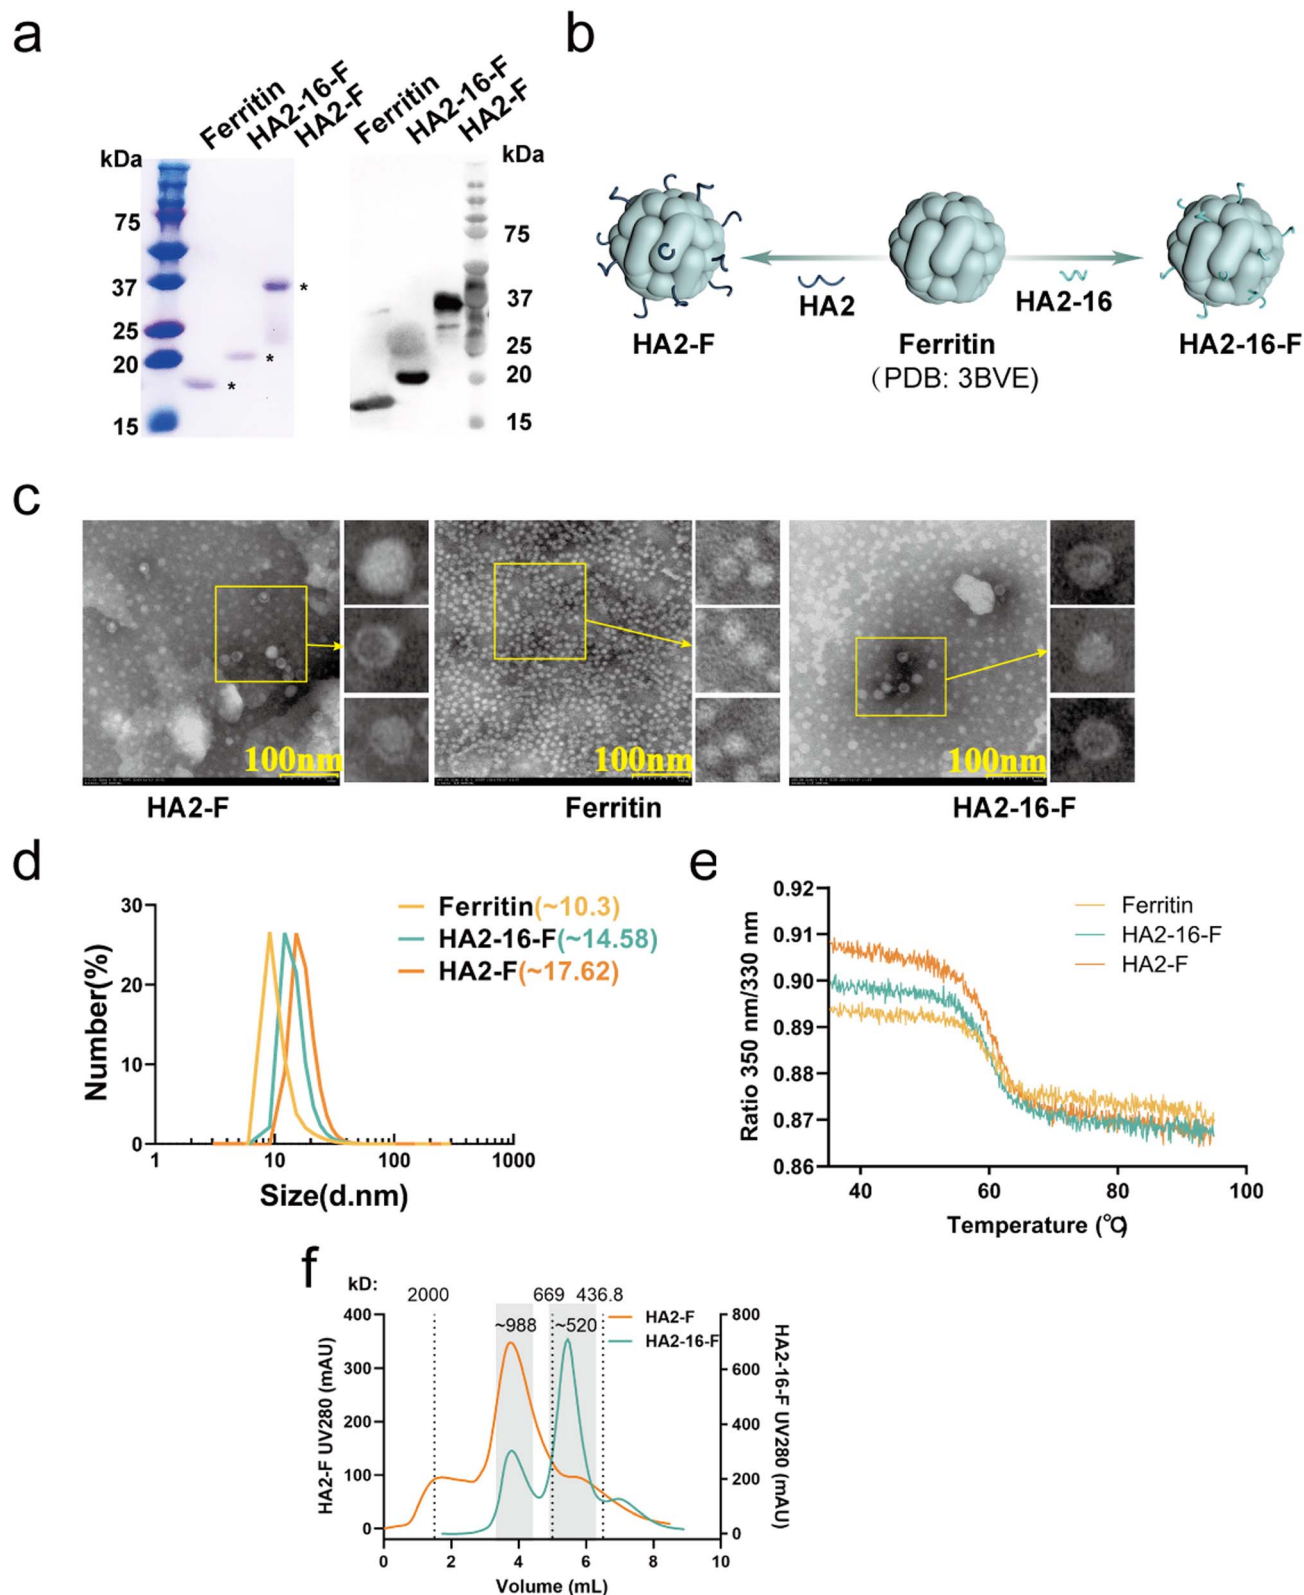 a
Ferritin
HA2-16-F
HA2-F
kDa
75
37
25
20
15
*
*
*
Ferritin
HA2-16-F
HA2-F
kDa
75
37
25
20
15
b
HA2
HA2-16
HA2-F
Ferritin
HA2-16-F
(PDB: 3BVE)
c
100nm
100nm
100nm
HA2-F
Ferritin
HA2-16-F
d
Ferritin(~10.3)
HA2-16-F(~14.58)
HA2-F(~17.62)
Number(%)
30
20
10
0
1
10
100
1000
Size(d.nm)
e
Ratio 350 nm/330 nm
0.92
0.91
0.90
0.89
0.88
0.87
0.86
Ferritin
HA2-16-F
HA2-F
40
60
80
100
Temperature (℃)
f
kD:
2000
669
436.8
~988
~520
HA2-F
HA2-16-F
HA2-F UV280 (mAU)
400
300
200
100
0
HA2-16-F UV280 (mAU)
800
600
400
200
0
0
2
4
6
8
10
Volume (mL)